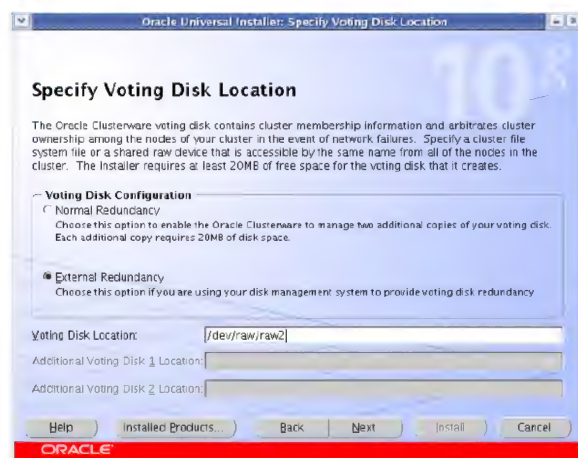 Oracle Universal Installer: Specify Voting Disk Location
10g
Specify Voting Disk Location
The Oracle Clusterware voting disk contains cluster membership information and arbitrates cluster
ownership among the nodes of your cluster in the event of network failures. Specify a cluster file
system file or a shared raw device that is accessible by the same name from all of the nodes in the
cluster. The Installer requires at least 20MB of free space for the voting disk that it creates.
Voting Disk Configuration
Normal Redundancy
Choose this option to enable the Oracle Clusterware to manage two additional copies of your voting disk.
Each additional copy requires 20MB of disk space.
External Redundancy
Choose this option if you are using your disk management system to provide voting disk redundancy
Voting Disk Location: /dev/raw/raw2
Additional Voting Disk 1 Location:
Additional Voting Disk 2 Location:
Help Installed Products... Back Next Install Cancel
ORACLE